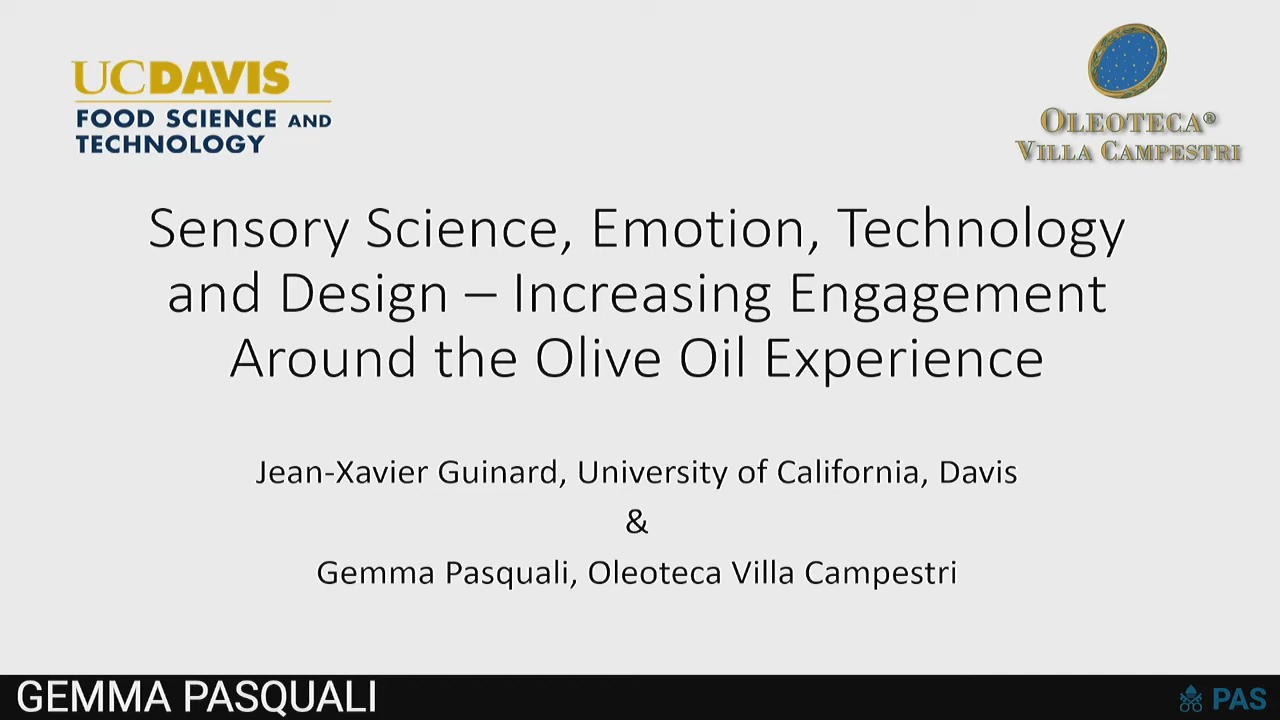 UCDAVIS
FOOD SCIENCE AND
TECHNOLOGY
OLEOTECA®
VILLA CAMPESTRI
Sensory Science, Emotion, Technology
and Design – Increasing Engagement
Around the Olive Oil Experience
Jean-Xavier Guinard, University of California, Davis
&
Gemma Pasquali, Oleoteca Villa Campestri
GEMMA PASQUALI
PAS